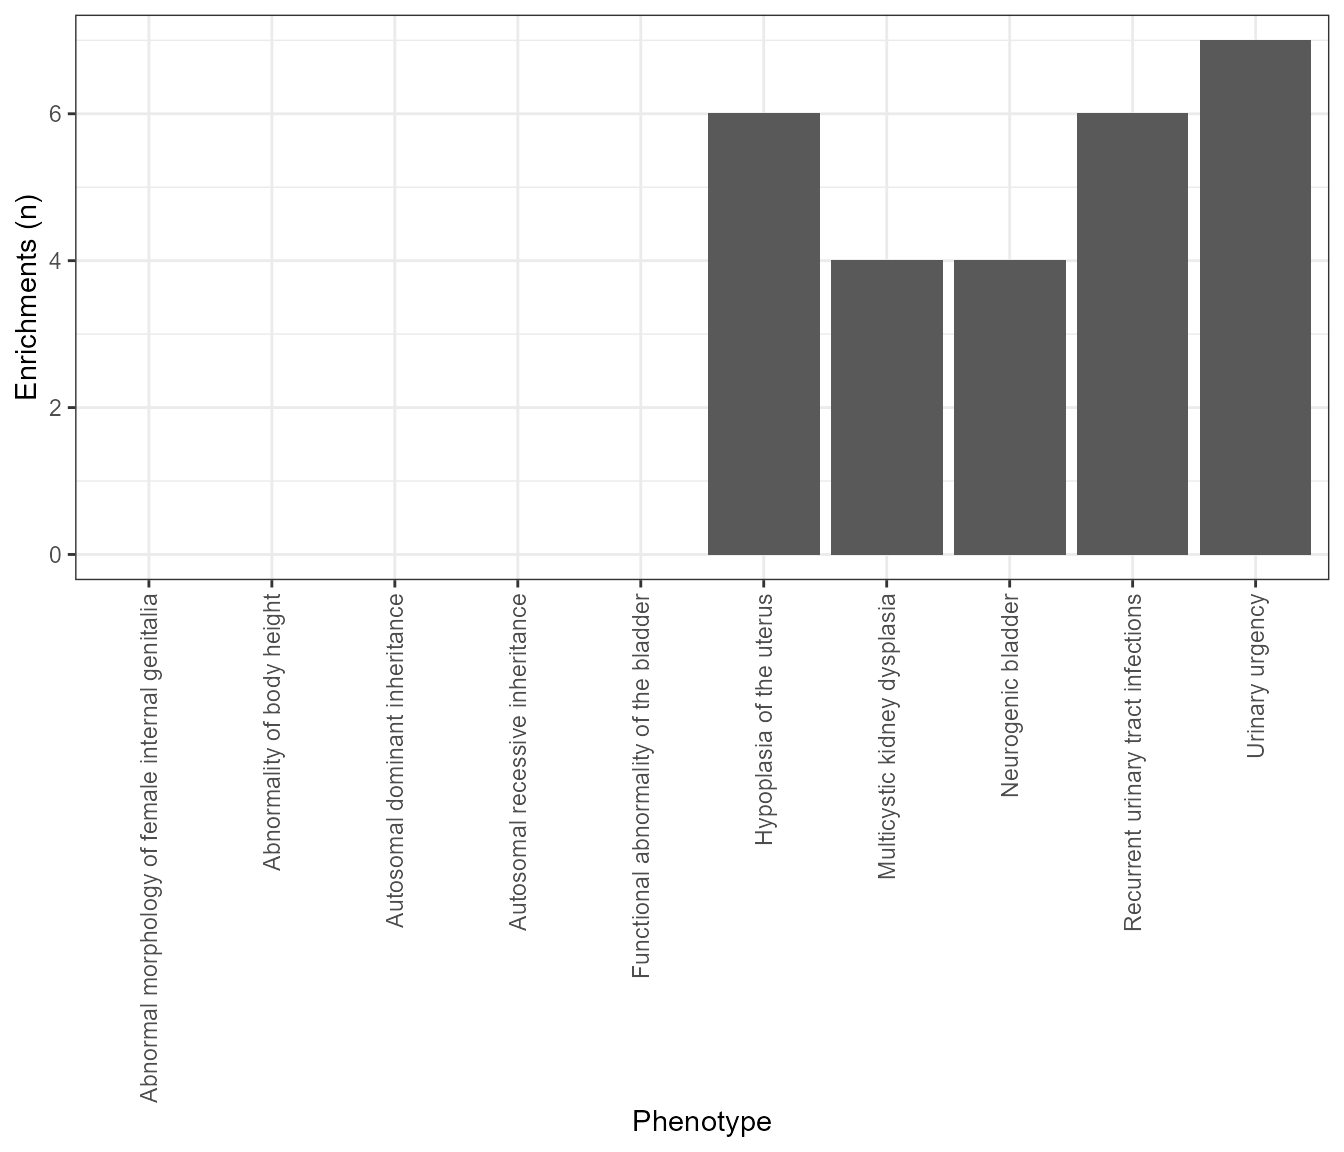 Enrichments (n)
6
4
2
0
Abnormal morphology of female internal genitalia
Abnormality of body height
Autosomal dominant inheritance
Autosomal recessive inheritance
Functional abnormality of the bladder
Hypoplasia of the uterus
Multicystic kidney dysplasia
Neurogenic bladder
Recurrent urinary tract infections
Urinary urgency
Phenotype